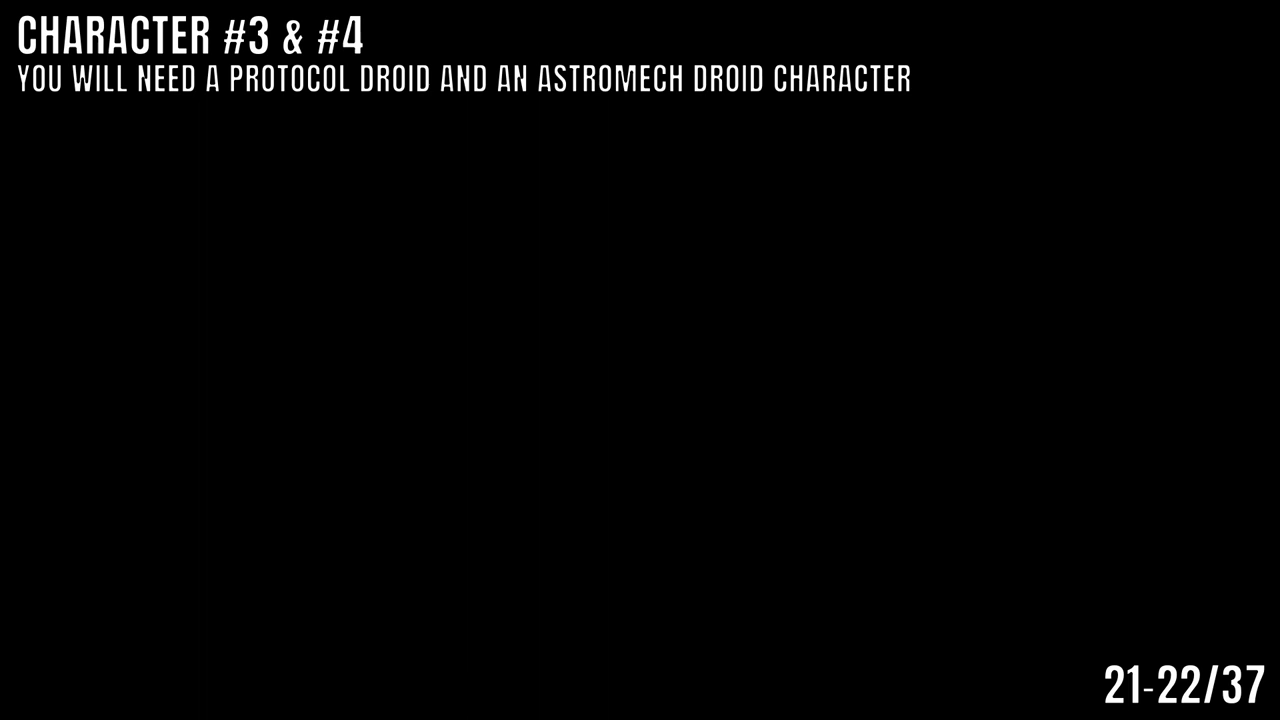 CHARACTER #3 & #4
YOU WILL NEED A PROTOCOL DROID AND AN ASTROMECH DROID CHARACTER
21-22/37